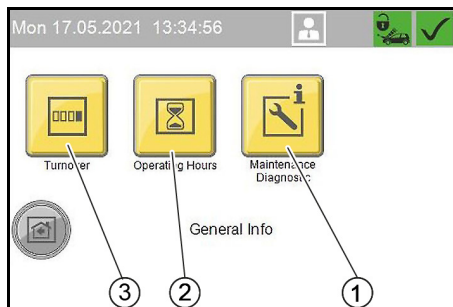 Mon 17.05.2021 13:34:56
Turnover
Operating Hours
Maintenance
Diagnostic
General Info
3
2
1